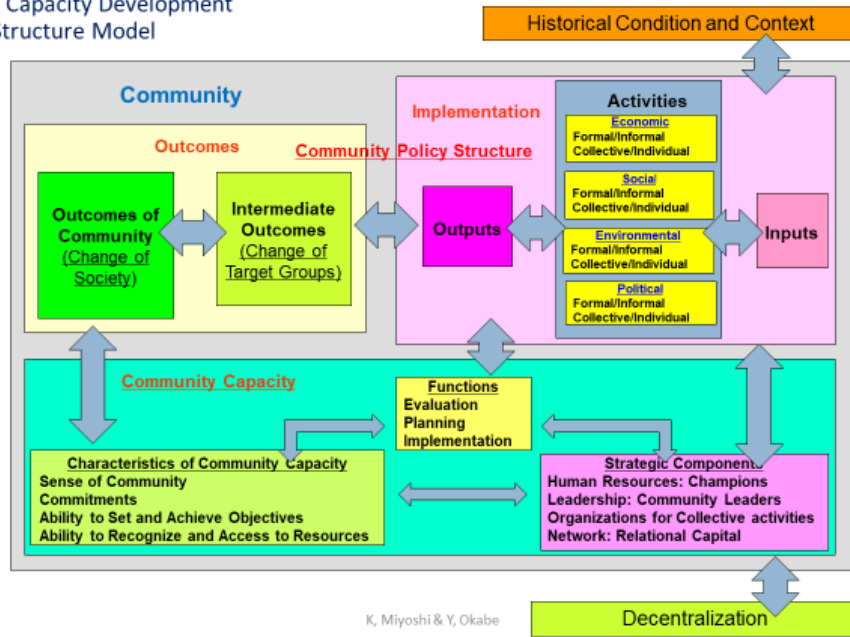 Capacity Development
Structure Model
Historical Condition and Context
Community
Implementation
Activities
Outcomes
Community Policy Structure
Economic
Formal/Informal
Collective/Individual
Social
Formal/Informal
Collective/Individual
Environmental
Formal/Informal
Collective/Individual
Political
Formal/Informal
Collective/Individual
Outcomes of
Community
(Change of
Society)
Intermediate
Outcomes
(Change of
Target Groups)
Outputs
Inputs
Community Capacity
Functions
Evaluation
Planning
Implementation
Characteristics of Community Capacity
Sense of Community
Commitments
Ability to Set and Achieve Objectives
Ability to Recognize and Access to Resources
Strategic Components
Human Resources: Champions
Leadership: Community Leaders
Organizations for Collective activities
Network: Relational Capital
K, Miyoshi & Y, Okabe
Decentralization